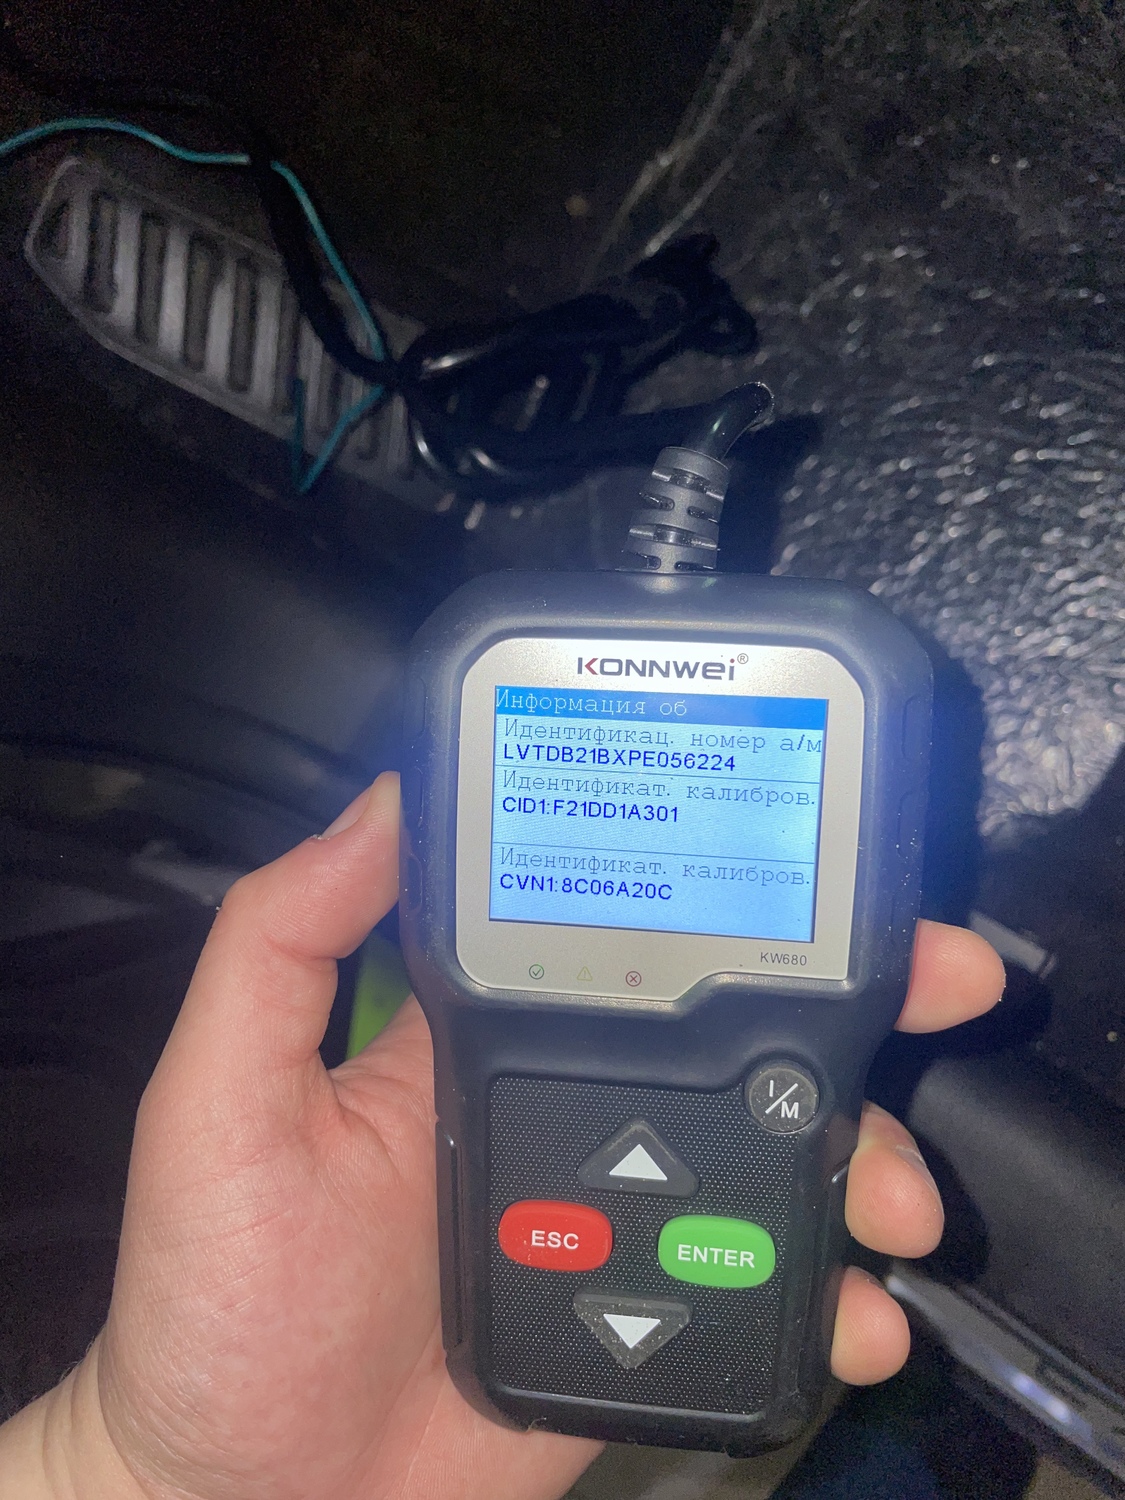 KONNWEI®
Информация об
Идентификац. номер а/м
LVTDB21BXPE056224
Идентификат. калибров.
CID1:F21DD1A301
Идентификат. калибров.
CVN1:8C06A20C
KW680
I/M
ESC
ENTER